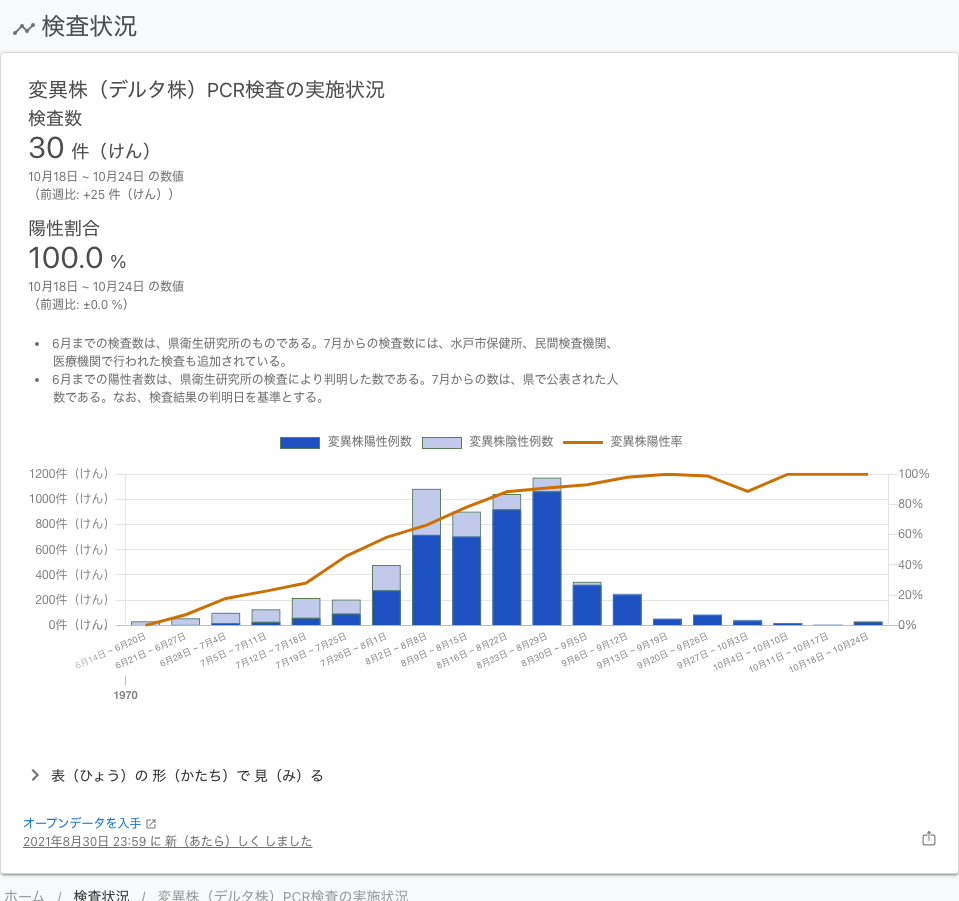 検査状況
変異株（デルタ株）PCR検査の実施状況
検査数
30 件（けん）
10月18日 ~ 10月24日 の数値
（前週比: +25 件（けん））
陽性割合
100.0 %
10月18日 ~ 10月24日 の数値
（前週比: ±0.0 %）
• 6月までの検査数は、県衛生研究所のものである。7月からの検査数には、水戸市保健所、民間検査機関、
医療機関で行われた検査も追加されている。
• 6月までの陽性者数は、県衛生研究所の検査により判明した数である。7月からの数は、県で公表された人
数である。なお、検査結果の判明日を基準とする。
変異株陽性例数 変異株陰性例数 変異株陽性率
1200件（けん） 100%
1000件（けん） 80%
800件（けん） 60%
600件（けん） 40%
400件（けん） 20%
200件（けん） 0%
0件（けん）
6月14日 ~ 6月20日
6月21日 ~ 6月27日
6月28日 ~ 7月4日
7月5日 ~ 7月11日
7月12日 ~ 7月18日
7月19日 ~ 7月25日
7月26日 ~ 8月1日
8月2日 ~ 8月8日
8月9日 ~ 8月15日
8月16日 ~ 8月22日
8月23日 ~ 8月29日
8月30日 ~ 9月5日
9月6日 ~ 9月12日
9月13日 ~ 9月19日
9月20日 ~ 9月26日
9月27日 ~ 10月3日
10月4日 ~ 10月10日
10月11日 ~ 10月17日
10月18日 ~ 10月24日
1970
表（ひょう）の 形（かたち）で 見（み）る
オープンデータを入手
2021年8月30日 23:59 に 新（あたら）しく しました
ホーム / 検査状況 / 変異株（デルタ株）PCR検査の実施状況